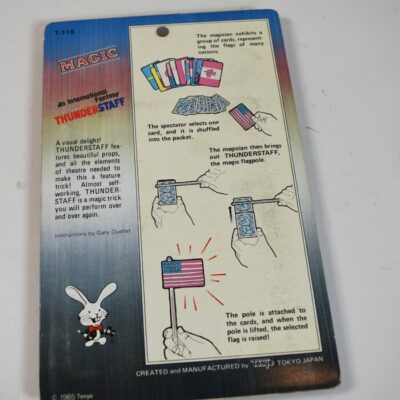 T-119
MAGIC
An International
Fantasy
THUNDERSTAFF
A visual delight!
THUNDERSTAFF fea-
tures beautiful props,
and all the elements
of theatre needed to
make this a feature
trick! Almost self-
working, THUNDER-
STAFF is a magic trick
you will perform over
and over again.
Instructions by Gary Ouellet
The magician exhibits a
group of cards, represent-
ing the flags of many
nations.
The spectator selects one
card, and it is shuffled
into the packet.
The magician then brings
out THUNDERSTAFF,
the magic flagpole.
The pole is attached to
the cards, and when the
pole is lifted, the selected
flag is raised!
CREATED and MANUFACTURED by Tenyo TOKYO JAPAN
© 1985 Tenyo